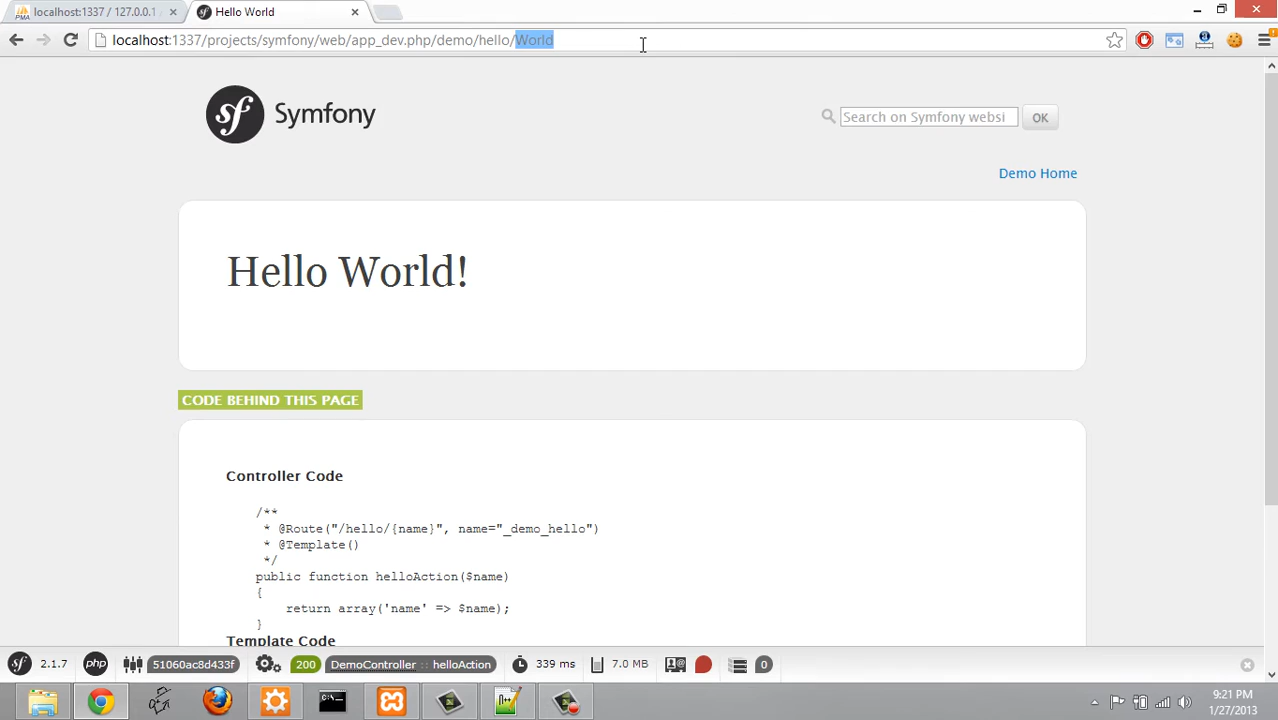 localhost:1337 / 127.0.0.1
Hello World
localhost:1337/projects/symfony/web/app_dev.php/demo/hello/World
sf Symfony
Search on Symfony websi
OK
Demo Home
Hello World!
CODE BEHIND THIS PAGE
Controller Code
/**
* @Route("/hello/{name}", name="_demo_hello")
* @Template()
*/
public function helloAction($name)
{
return array('name' => $name);
}
Template Code
sf 2.1.7 php 51060ac8d433f 200 DemoController :: helloAction 339 ms 7.0 MB 0
9:21 PM
1/27/2013